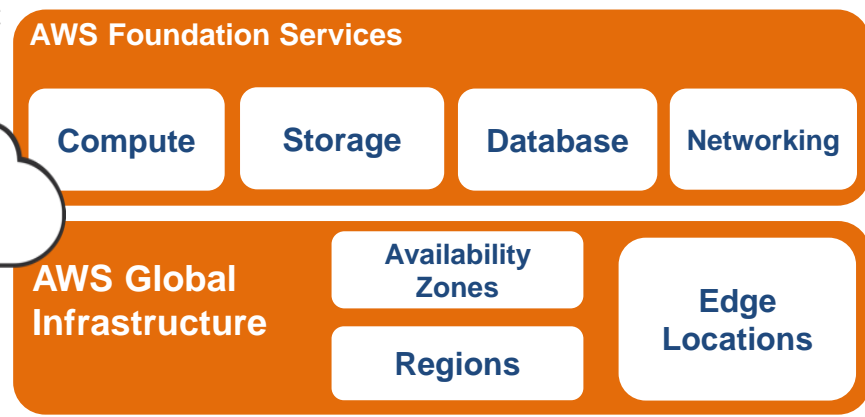 AWS Foundation Services
Compute
Storage
Database
Networking
AWS Global
Infrastructure
Availability
Zones
Regions
Edge
Locations